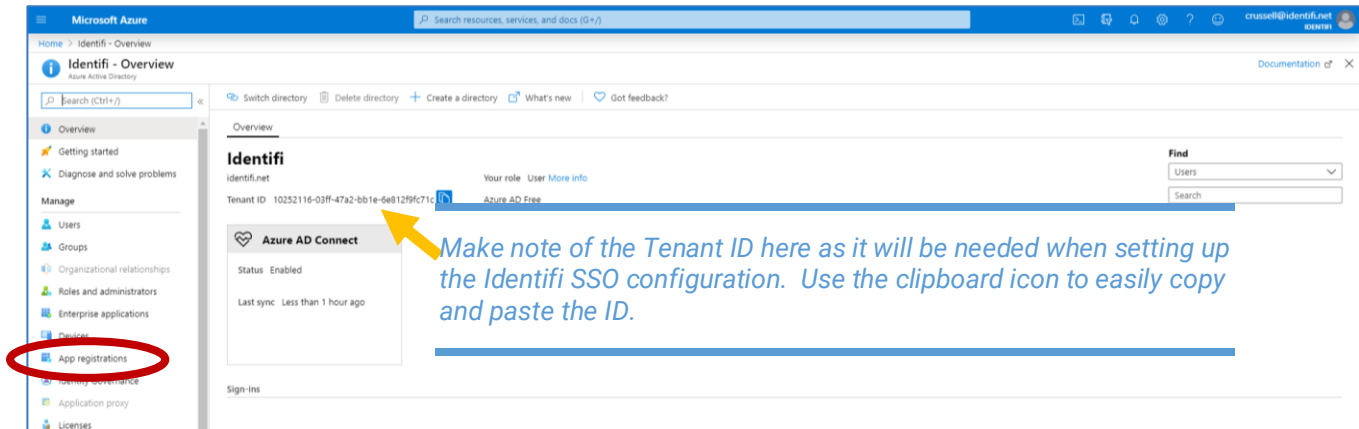 Microsoft Azure
Search resources, services, and docs (G+/)
crussell@identifi.net
IDENTIFI
Home > Identifi - Overview
Identifi - Overview
Azure Active Directory
Documentation
Search (Ctrl+/)
Switch directory Delete directory Create a directory What's new Got feedback?
Overview
Getting started
Diagnose and solve problems
Manage
Users
Groups
Organizational relationships
Roles and administrators
Enterprise applications
Devices
App registrations
Identity Governance
Application proxy
Licenses
Overview
Identifi
identifi.net
Your role User More info
Tenant ID 10252116-03ff-47a2-bb1e-6e812f9fc71c
Azure AD Free
Find
Users
Search
Azure AD Connect
Status Enabled
Last sync Less than 1 hour ago
Make note of the Tenant ID here as it will be needed when setting up
the Identifi SSO configuration. Use the clipboard icon to easily copy
and paste the ID.
Sign-ins